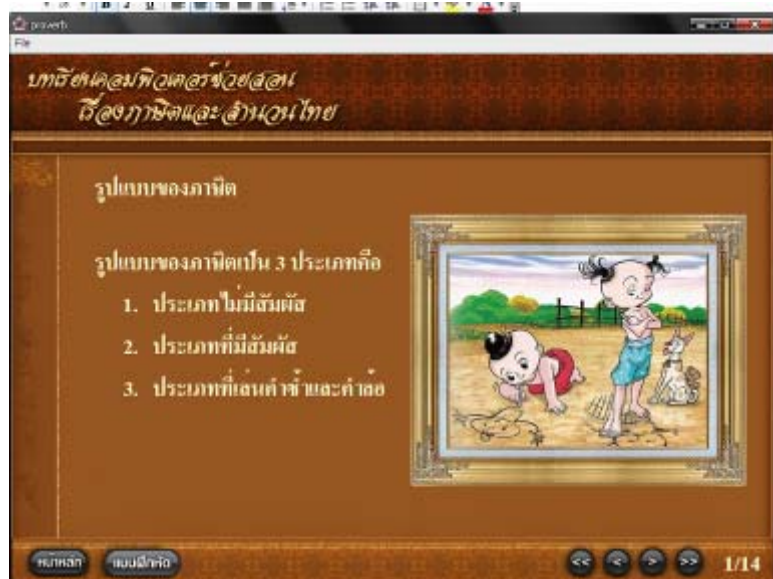 proverb
File
บทเรียนคอมพิวเตอร์ช่วยสอน
เรื่องภาษิตและสำนวนไทย
รูปแบบของภาษิต
รูปแบบของภาษิตเป็น 3 ประเภทคือ
1. ประเภทไม่มีสัมผัส
2. ประเภทที่มีสัมผัส
3. ประเภทที่เล่นคำซ้ำและคำล้อ
หน้าหลัก แบบฝึกหัด << < > >> 1/14